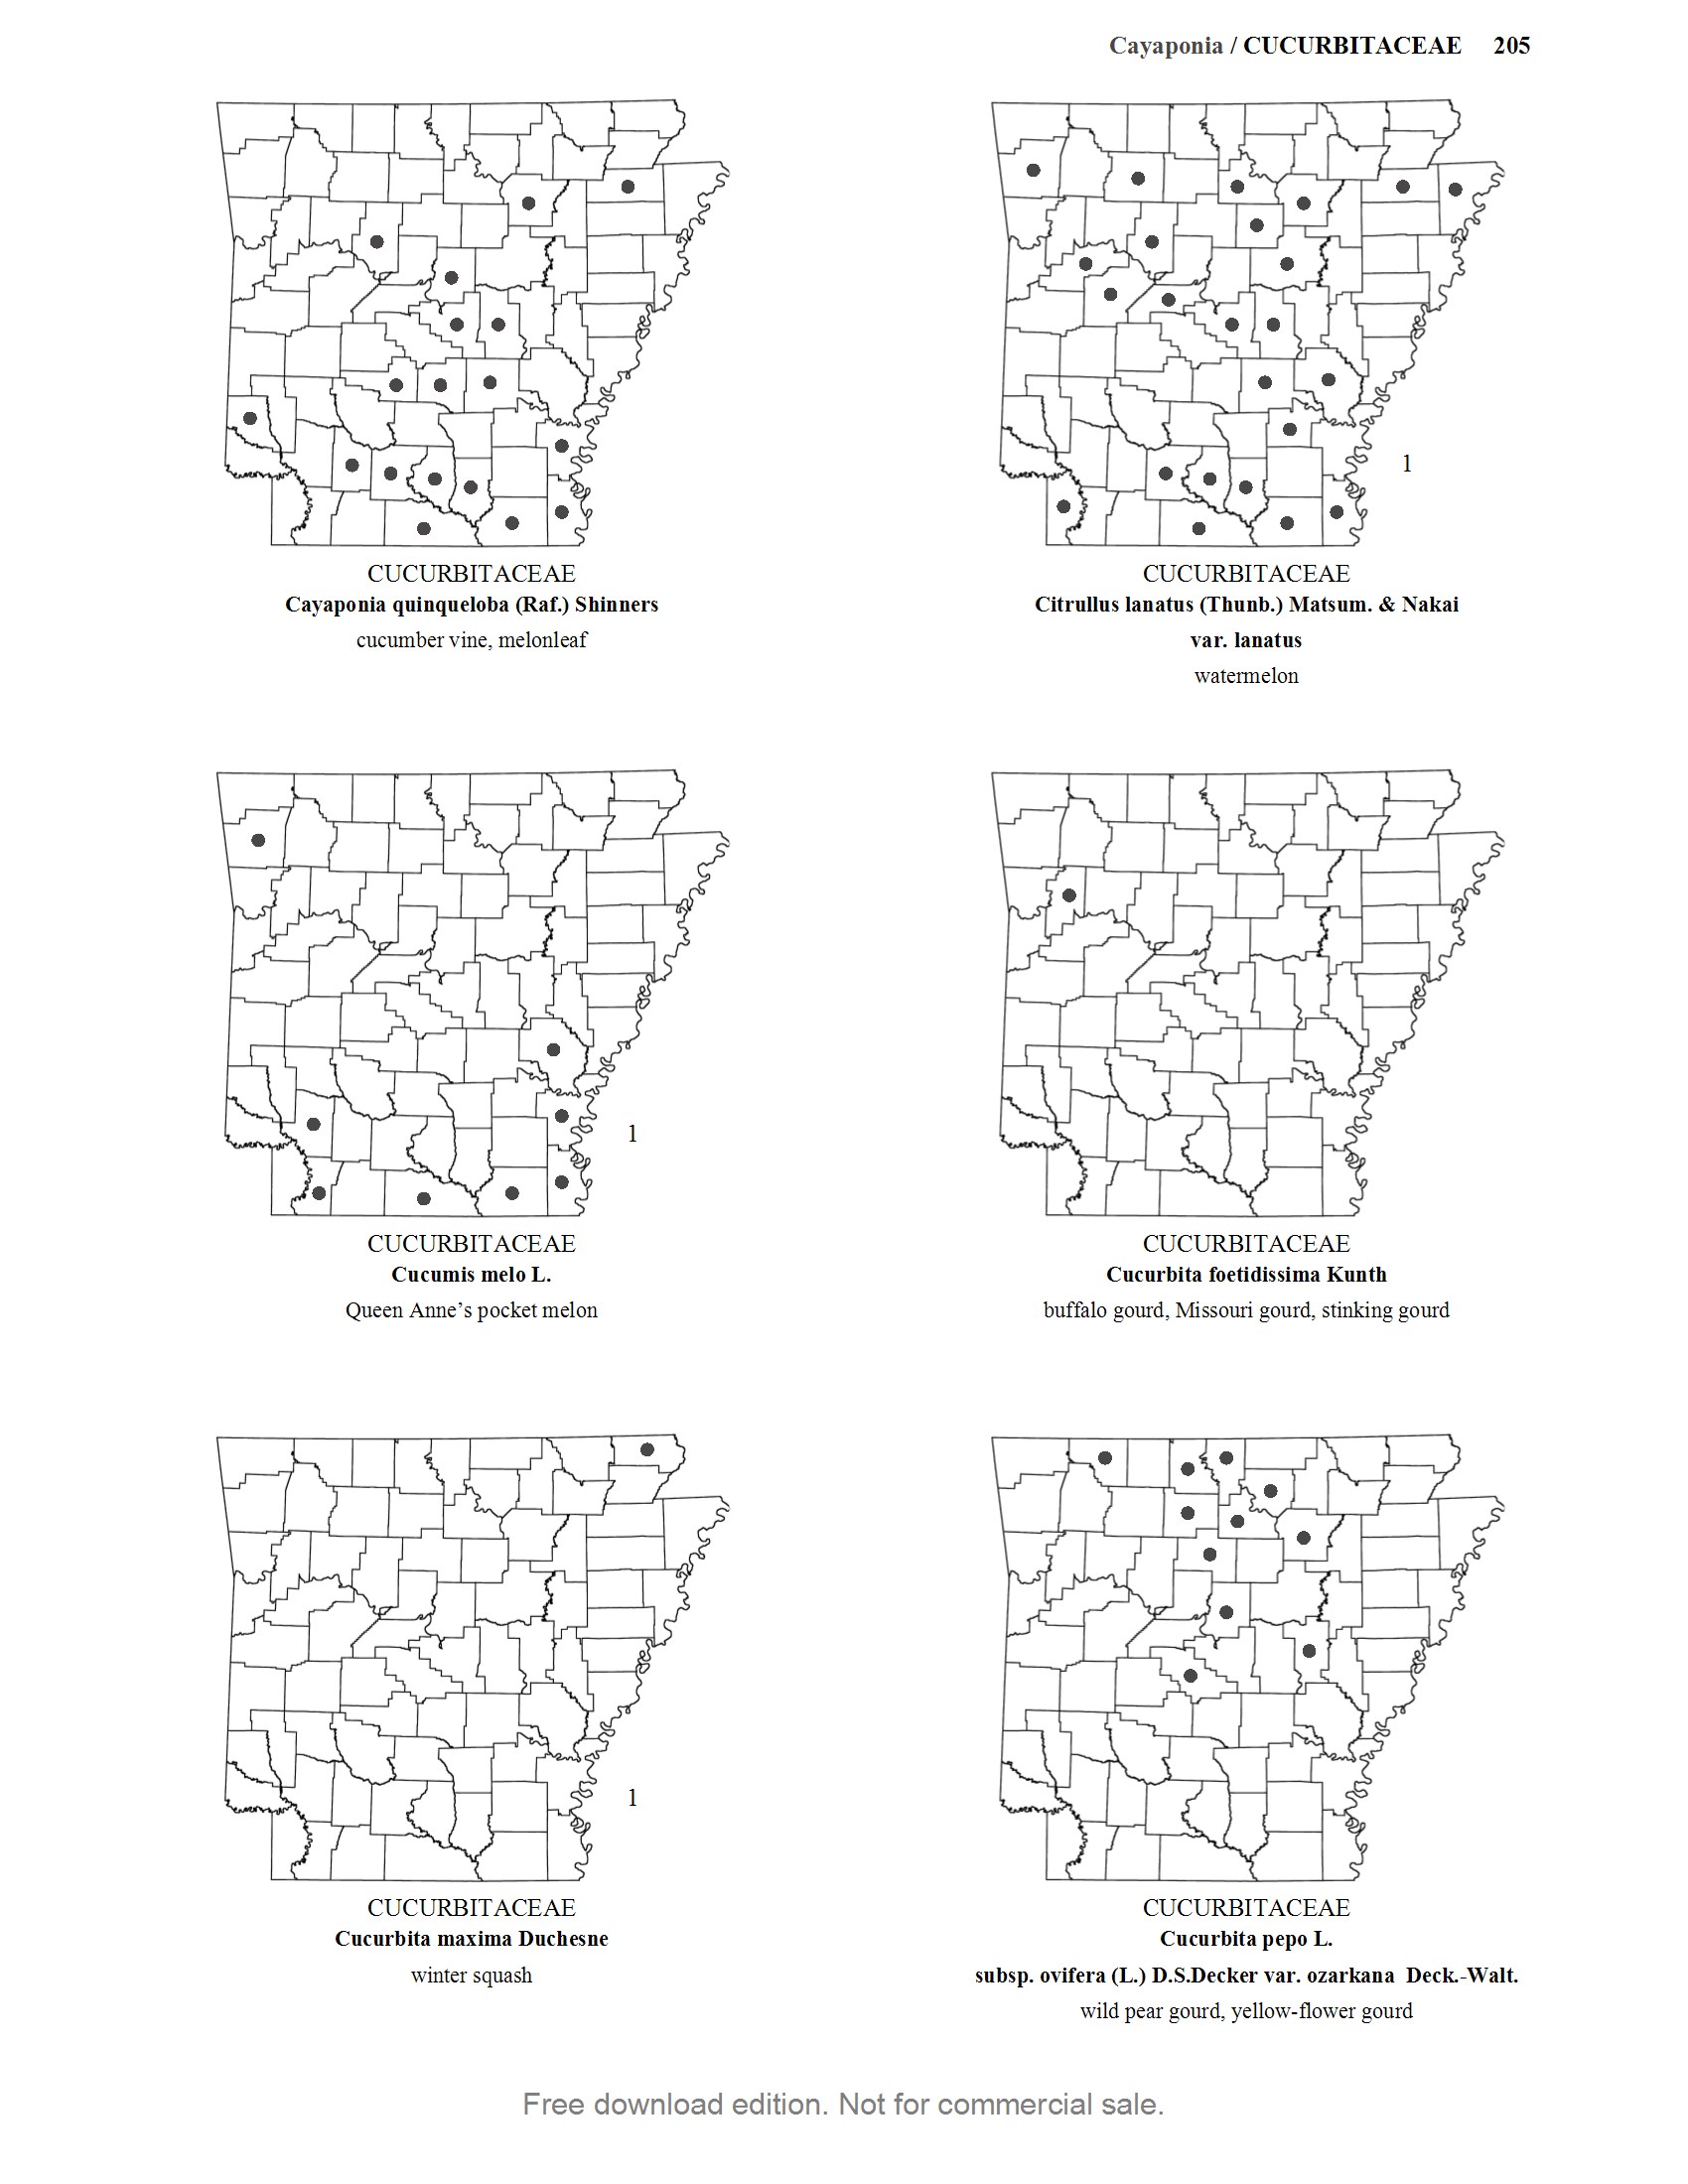 Cayaponia / CUCURBITACEAE 205
1
CUCURBITACEAE
Cayaponia quinqueloba (Raf.) Shinners
cucumber vine, melonleaf
CUCURBITACEAE
Citrullus lanatus (Thunb.) Matsum. & Nakai
var. lanatus
watermelon
1
CUCURBITACEAE
Cucumis melo L.
Queen Anne’s pocket melon
CUCURBITACEAE
Cucurbita foetidissima Kunth
buffalo gourd, Missouri gourd, stinking gourd
1
CUCURBITACEAE
Cucurbita maxima Duchesne
winter squash
CUCURBITACEAE
Cucurbita pepo L.
subsp. ovifera (L.) D.S.Decker var. ozarkana Deck.-Walt.
wild pear gourd, yellow-flower gourd
Free download edition. Not for commercial sale.